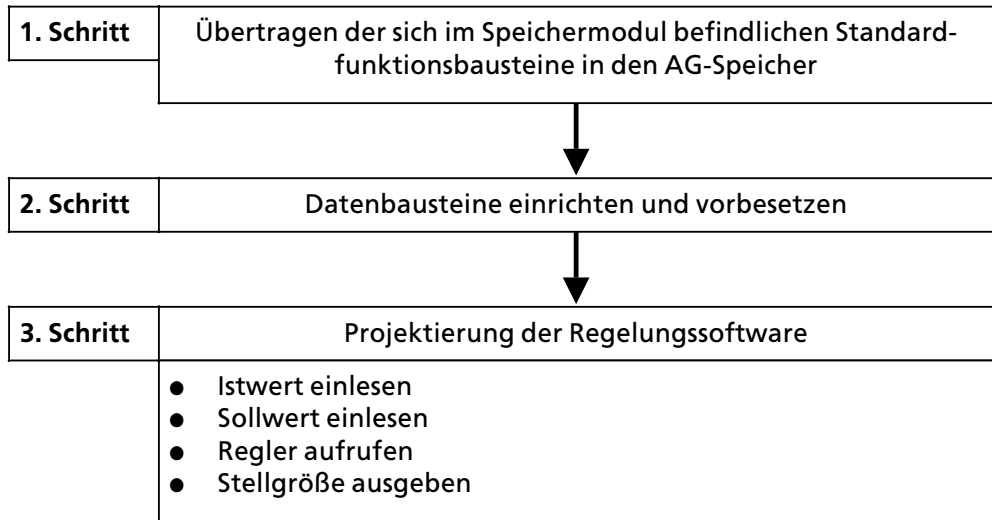 1. Schritt
Übertragen der sich im Speichermodul befindlichen Standard-
funktionsbausteine in den AG-Speicher
2. Schritt
Datenbausteine einrichten und vorbesetzen
3. Schritt
Projektierung der Regelungssoftware
● Istwert einlesen
● Sollwert einlesen
● Regler aufrufen
● Stellgröße ausgeben